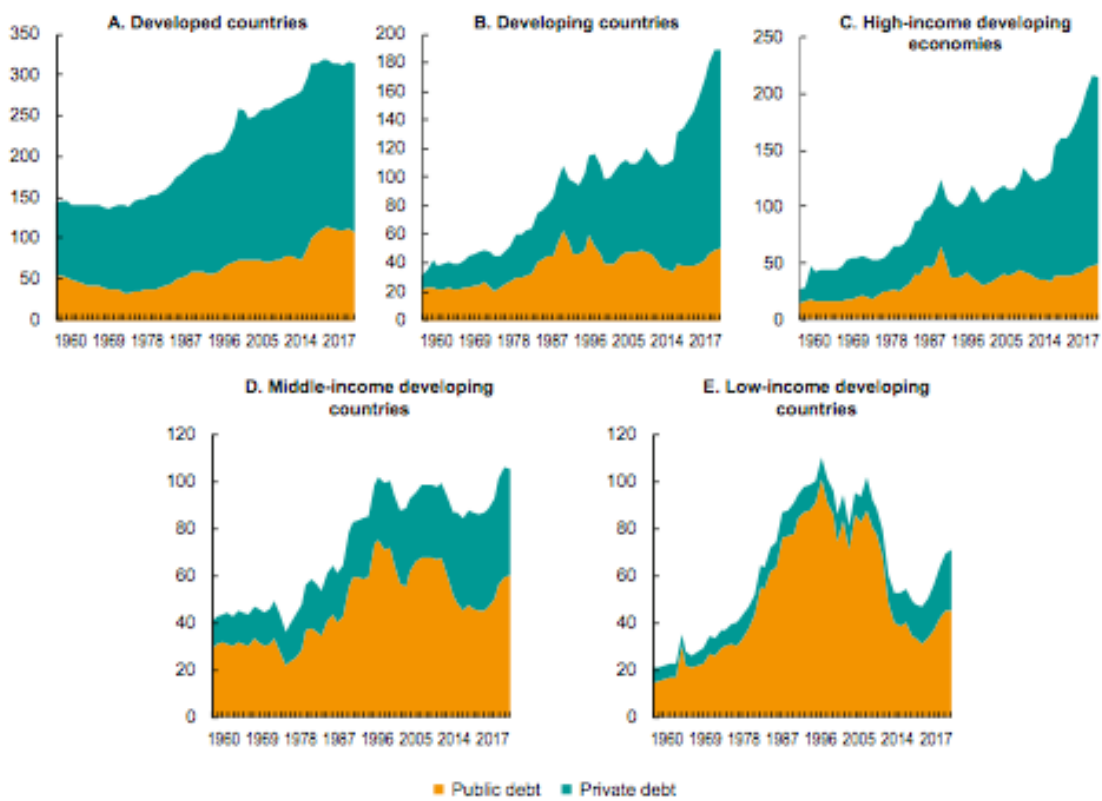 A. Developed countries
350
300
250
200
150
100
50
0
1960 1969 1978 1987 1996 2005 2014 2017
B. Developing countries
200
180
160
140
120
100
80
60
40
20
0
1960 1969 1978 1987 1996 2005 2014 2017
C. High-income developing
economies
250
200
150
100
50
0
1960 1969 1978 1987 1996 2005 2014 2017
D. Middle-income developing
countries
120
100
80
60
40
20
0
1960 1969 1978 1987 1996 2005 2014 2017
E. Low-income developing
countries
120
100
80
60
40
20
0
1960 1969 1978 1987 1996 2005 2014 2017
Public debt Private debt